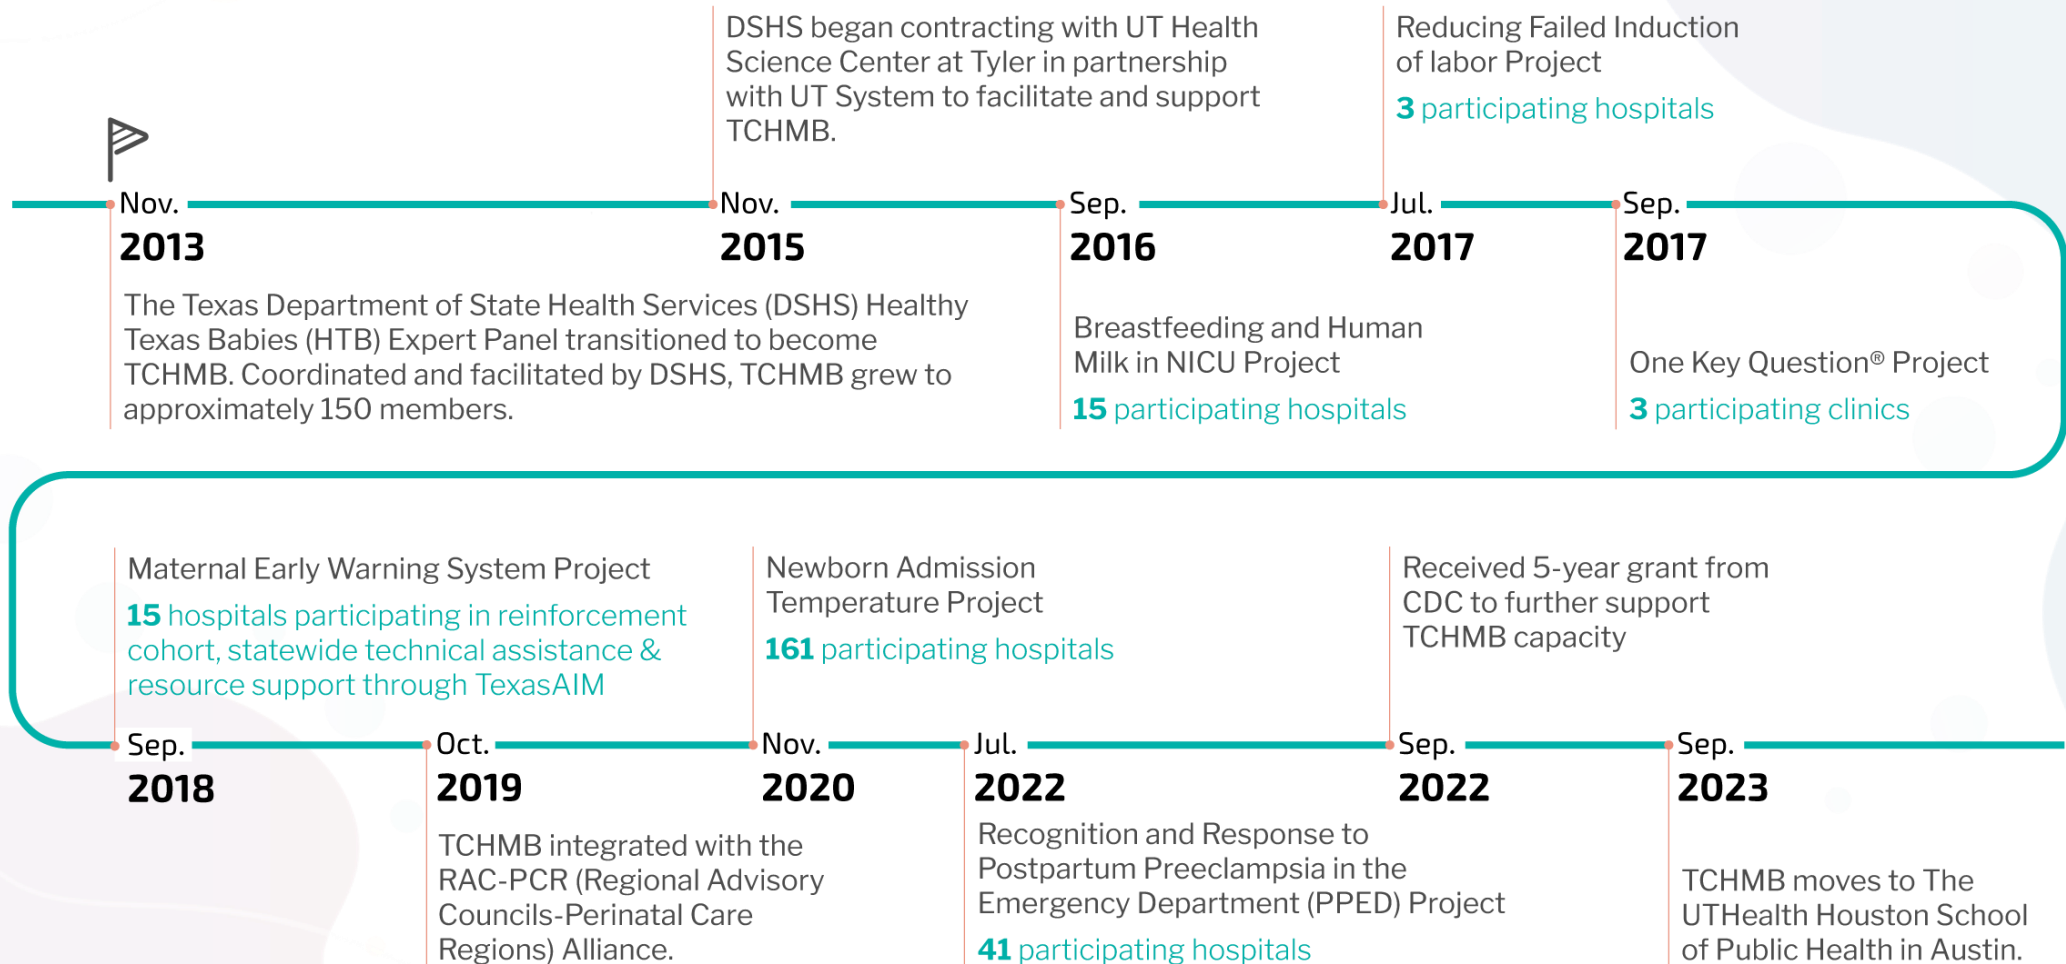 DSHS began contracting with UT Health
Science Center at Tyler in partnership
with UT System to facilitate and support
TCHMB.
Reducing Failed Induction
of labor Project
3 participating hospitals
Nov.
2013
Nov.
2015
Sep.
2016
Jul.
2017
Sep.
2017
The Texas Department of State Health Services (DSHS) Healthy
Texas Babies (HTB) Expert Panel transitioned to become
TCHMB. Coordinated and facilitated by DSHS, TCHMB grew to
approximately 150 members.
Breastfeeding and Human
Milk in NICU Project
15 participating hospitals
One Key Question® Project
3 participating clinics
Maternal Early Warning System Project
15 hospitals participating in reinforcement
cohort, statewide technical assistance &
resource support through TexasAIM
Newborn Admission
Temperature Project
161 participating hospitals
Received 5-year grant from
CDC to further support
TCHMB capacity
Sep.
2018
Oct.
2019
Nov.
2020
Jul.
2022
Sep.
2022
Sep.
2023
TCHMB integrated with the
RAC-PCR (Regional Advisory
Councils-Perinatal Care
Regions) Alliance.
Recognition and Response to
Postpartum Preeclampsia in the
Emergency Department (PPED) Project
41 participating hospitals
TCHMB moves to The
UTHealth Houston School
of Public Health in Austin.